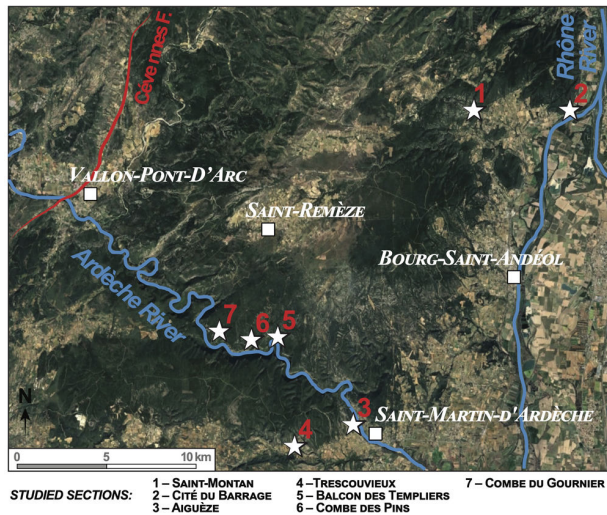 Cévennes F.
Rhône
River
1
2
VALLON-PONT-D'ARC
SAINT-REMÈZE
BOURG-SAINT-ANDÉOL
Ardèche River
7
6
5
3
SAINT-MARTIN-D'ARDÈCHE
4
N
0 5 10 km
STUDIED SECTIONS:
1 – SAINT-MONTAN
2 – CITÉ DU BARRAGE
3 – AIGUÈZE
4 – TRESCOUVIEUX
5 – BALCON DES TEMPLIERS
6 – COMBE DES PINS
7 – COMBE DU GOURNIER